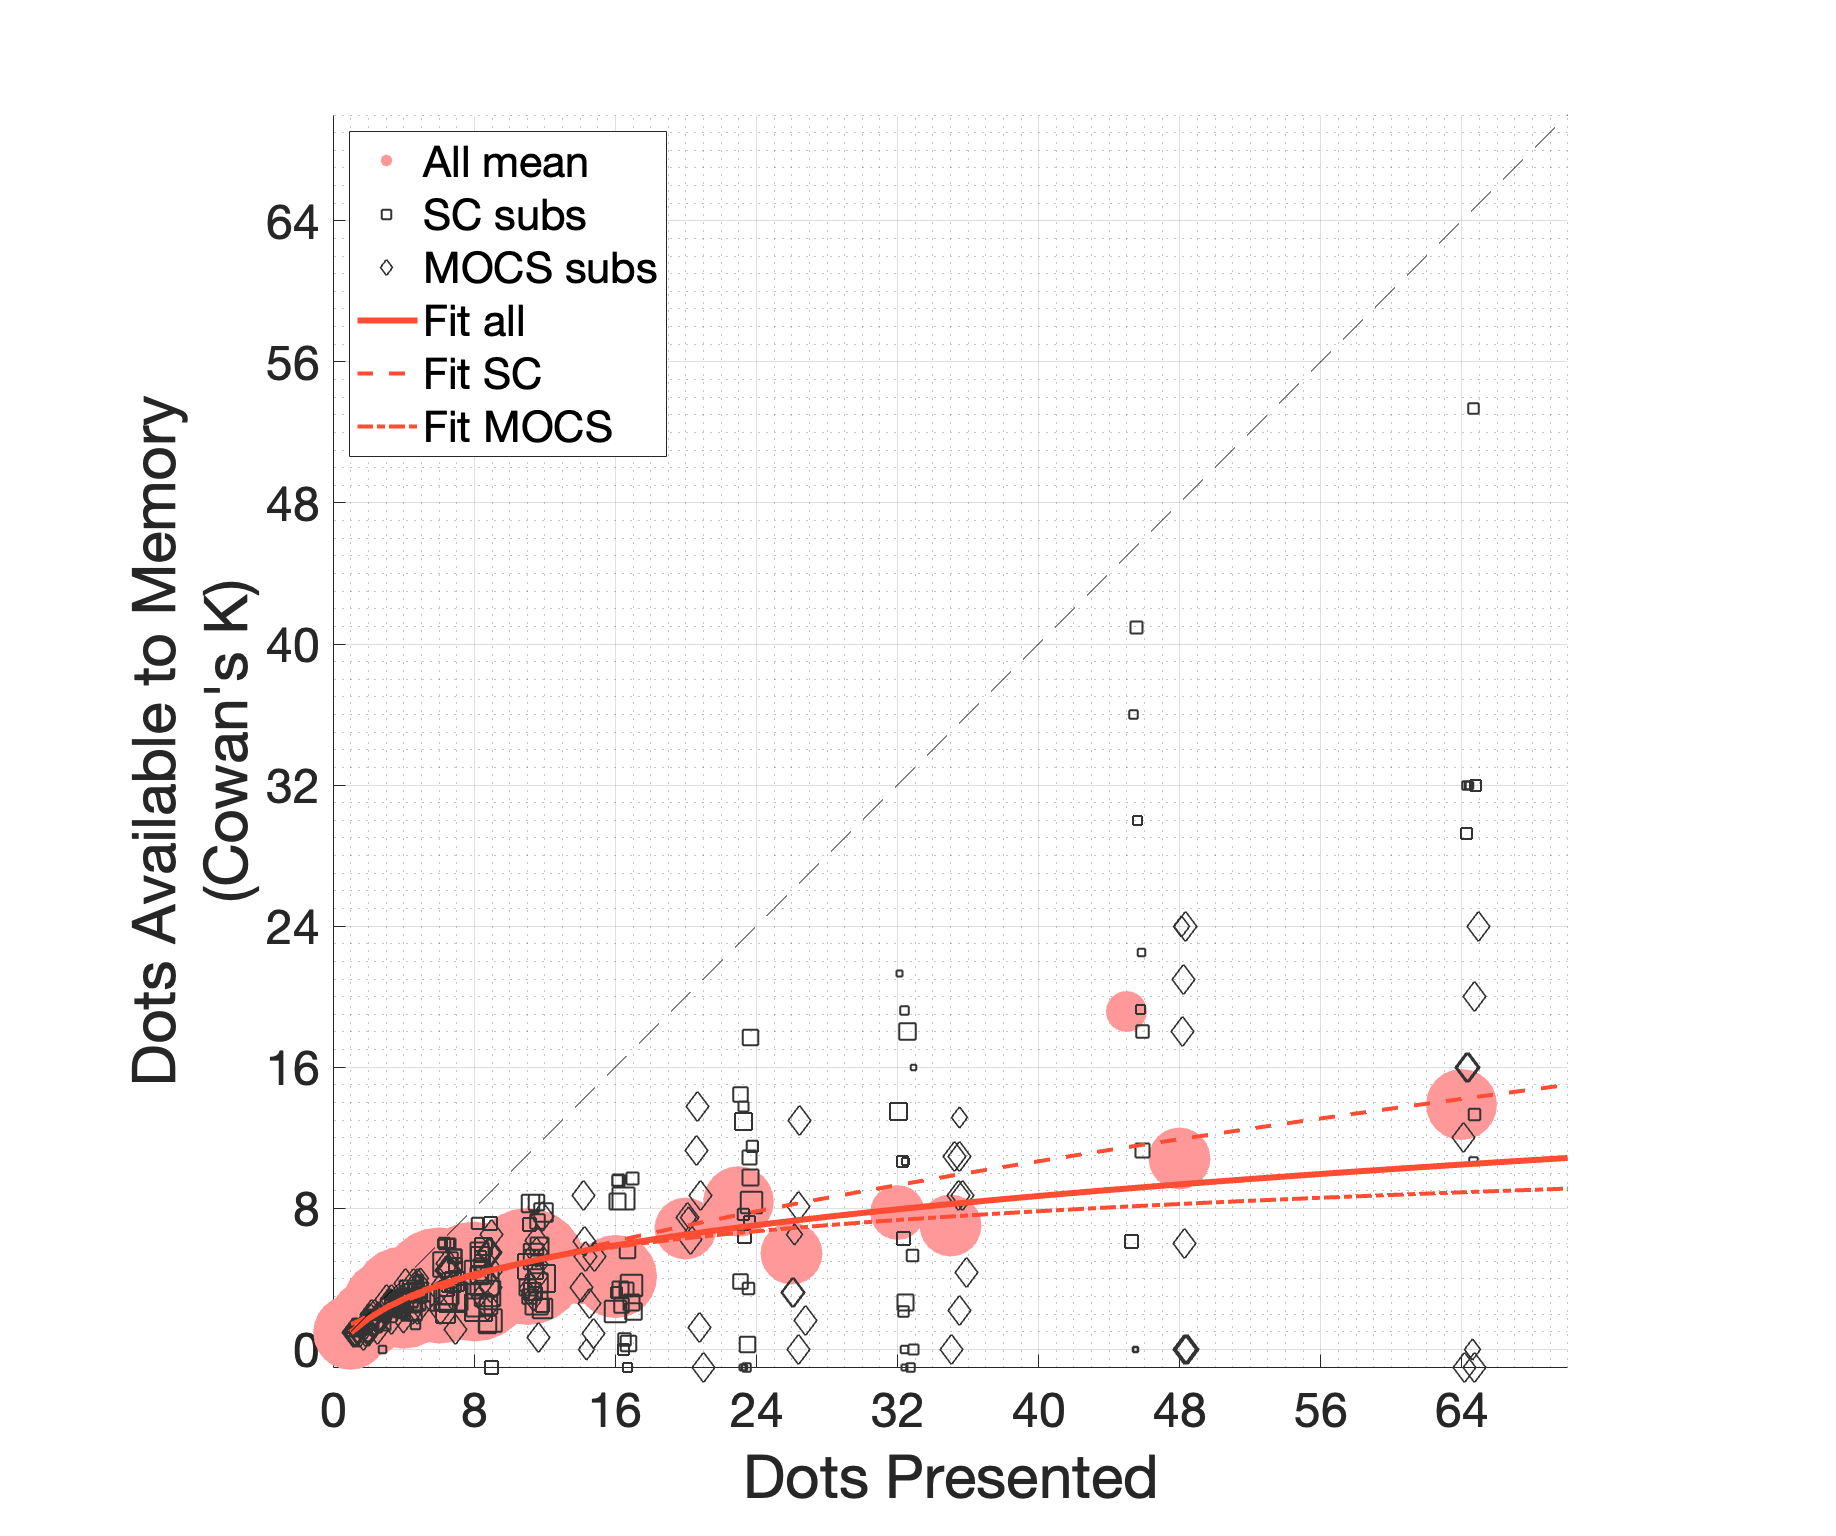 All mean
SC subs
MOCS subs
Fit all
Fit SC
Fit MOCS
64
56
48
40
32
24
16
8
0
0 8 16 24 32 40 48 56 64
Dots Available to Memory
(Cowan's K)
Dots Presented